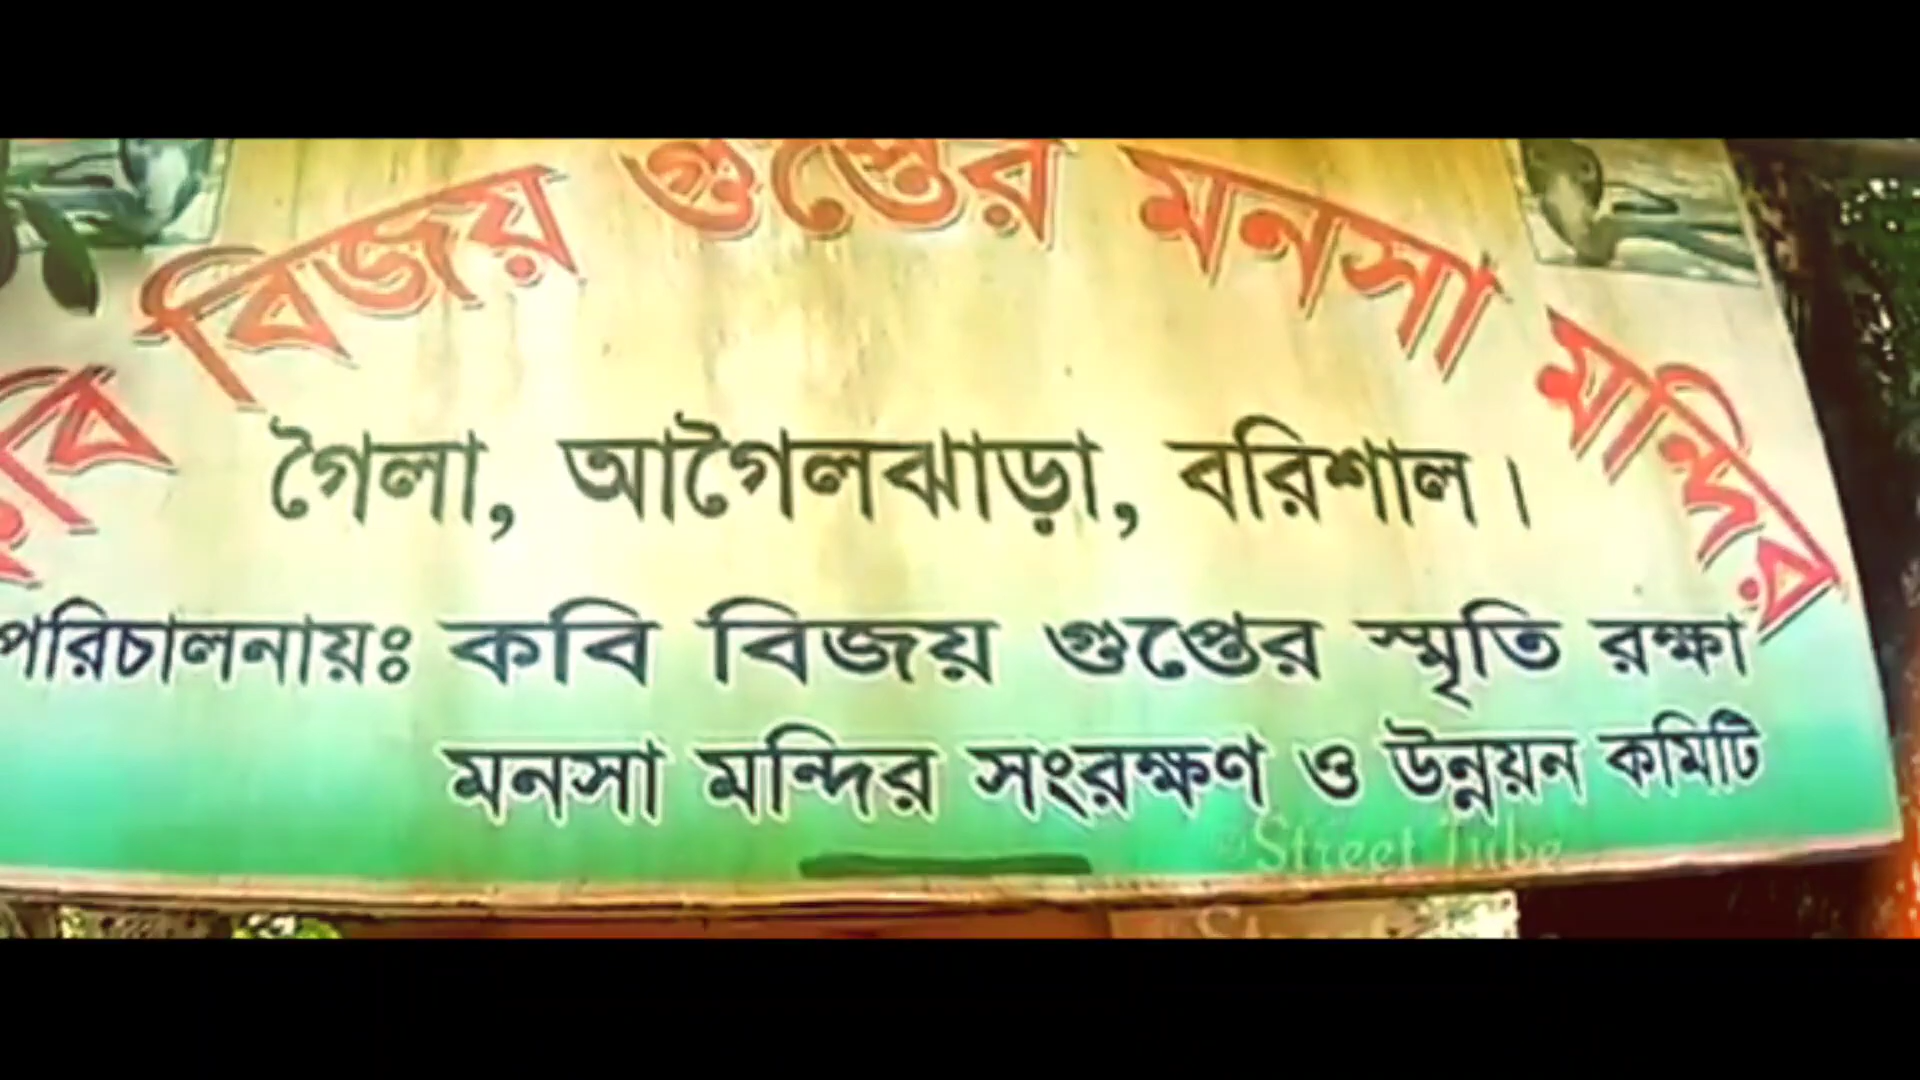 কবি বিজয় গুপ্তের মনসা মন্দির
গৈলা, আগৈলঝাড়া, বরিশাল।
পরিচালনায়ঃ কবি বিজয় গুপ্তের স্মৃতি রক্ষা
মনসা মন্দির সংরক্ষণ ও উন্নয়ন কমিটি
©Street Tube